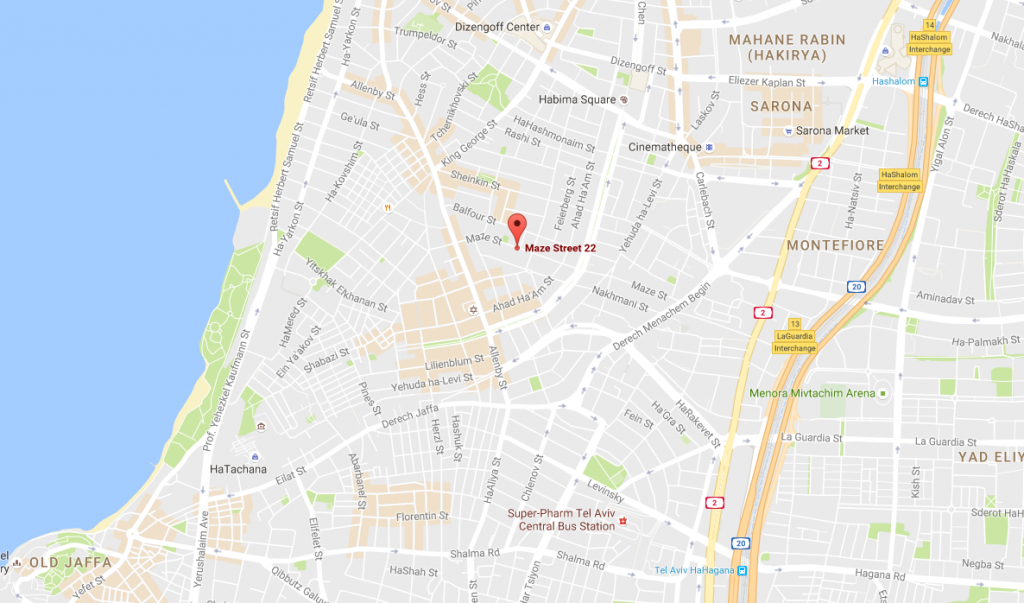 Dizengoff Center
Trumpeldor St
Retsif Herbert Samuel St
Ha-Yarkon St
14
HaShalom
Interchange
MAHANE RABIN
(HAKIRYA)
Dizengoff St
Chen
Hess St
Allenby St
Tchernikhovski St
Eliezer Kaplan St
Hashalom
Habima Square
SARONA
Laskov St
Derech HaSh
Ge'ula St
King George St
HaHashmonaim St
Rashi St
Sarona Market
Cinematheque
Yigal Alon St
Ha-Kovshim St
2
Sheinkin St
HaShalom
Interchange
Sderot HaHaskala
Retsif Herbert Samuel St
Ha-Yarkon St
Balfour St
Feierberg St
Ahad Ha'Am St
Yehuda ha-Levi St
Carlebach St
Ha-Natsiv St
Maze St
Maze Street 22
MONTEFIORE
Yitskhak Elkhanan St
Ahad Ha'Am St
Nakhmani St
Maze St
Derech Menachem Begin
20
Aminadav St
HaMered St
2
13
LaGuardia
Interchange
Ha-Palmakh St
Ein Ya'akov St
Shabazi St
Lilienblum St
Allenby St
Yehuda ha-Levi St
Prof. Yehezkel Kaufmann St
Pines St
Menora Mivtachim Arena
Derech Jaffa
Herzl St
Hashuk St
Fein St
Ha'Gra St
HaRakevet St
La Guardia St
La Guardia St
YAD ELIY
HaTachana
Eilat St
Abarbanel St
HaAliya St
Chlenov St
Levinsky
Kish St
2
Super-Pharm Tel Aviv
Central Bus Station
Florentin St
Yerushalaim Ave
Elifelet St
Sderot HaT
20
OLD JAFFA
Shalma Rd
Shalma Rd
Yefet St
Qibbutz Galuy
HaShah St
Har Tsiyon
Tel Aviv HaHagana
Hagana Rd
Negba St